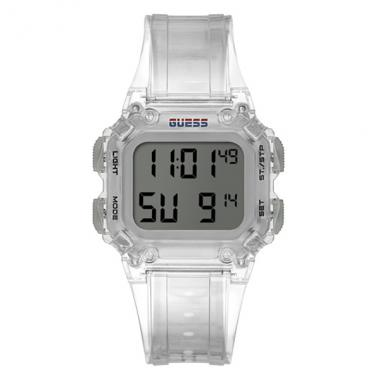 GUESS
LIGHT
ST./STP
11:01 49
SU 9 14
MODE
SET